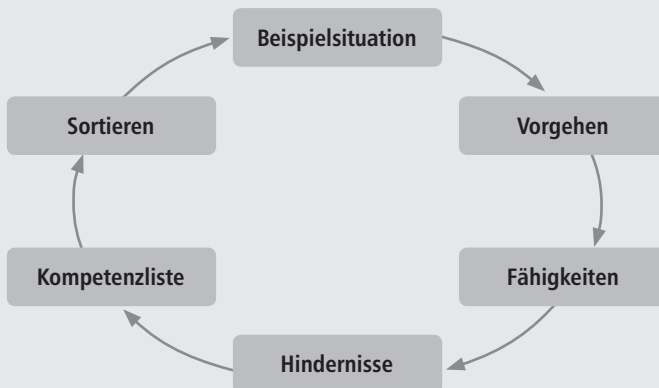 Beispielsituation
Vorgehen
Fähigkeiten
Hindernisse
Kompetenzliste
Sortieren